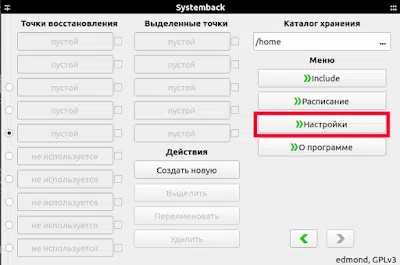 Systemback
Точки восстановления
пустой
пустой
пустой
пустой
пустой
не используется
не используется
не используется
не используется
не используется
Выделенные точки
пустой
пустой
пустой
пустой
пустой
Действия
Создать новую
Выделить
Переименовать
Удалить
Каталог хранения
/home
...
Меню
Include
Расписание
Настройки
О программе
edmond, GPLv3